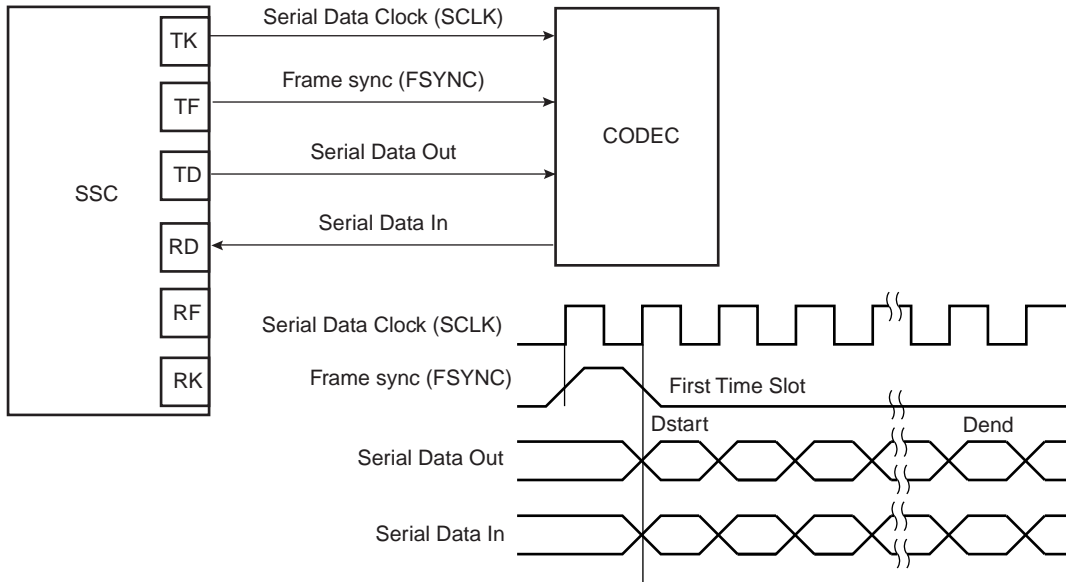 Serial Data Clock (SCLK)
TK
Frame sync (FSYNC)
TF
CODEC
Serial Data Out
TD
SSC
Serial Data In
RD
RF
RK
Serial Data Clock (SCLK)
Frame sync (FSYNC)
First Time Slot
Dstart
Dend
Serial Data Out
Serial Data In